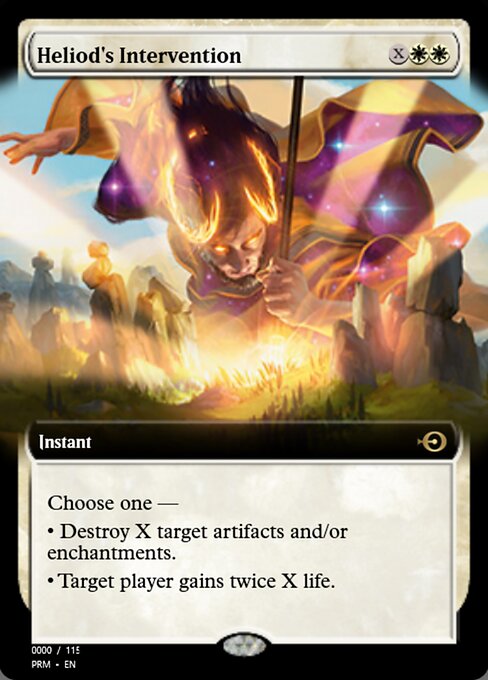 Heliod's Intervention X
Instant
Choose one —
• Destroy X target artifacts and/or
enchantments.
• Target player gains twice X life.
0000 / 115
PRM • EN